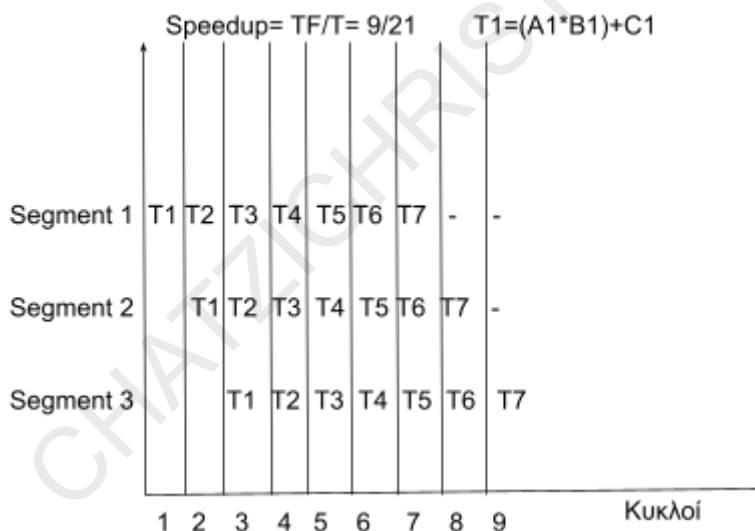 Speedup= TF/T= 9/21 T1=(A1*B1)+C1
Segment 1 T1 T2 T3 T4 T5 T6 T7 - -
Segment 2 T1 T2 T3 T4 T5 T6 T7 -
Segment 3 T1 T2 T3 T4 T5 T6 T7
1 2 3 4 5 6 7 8 9 Κυκλοί
CHATZICHRIST